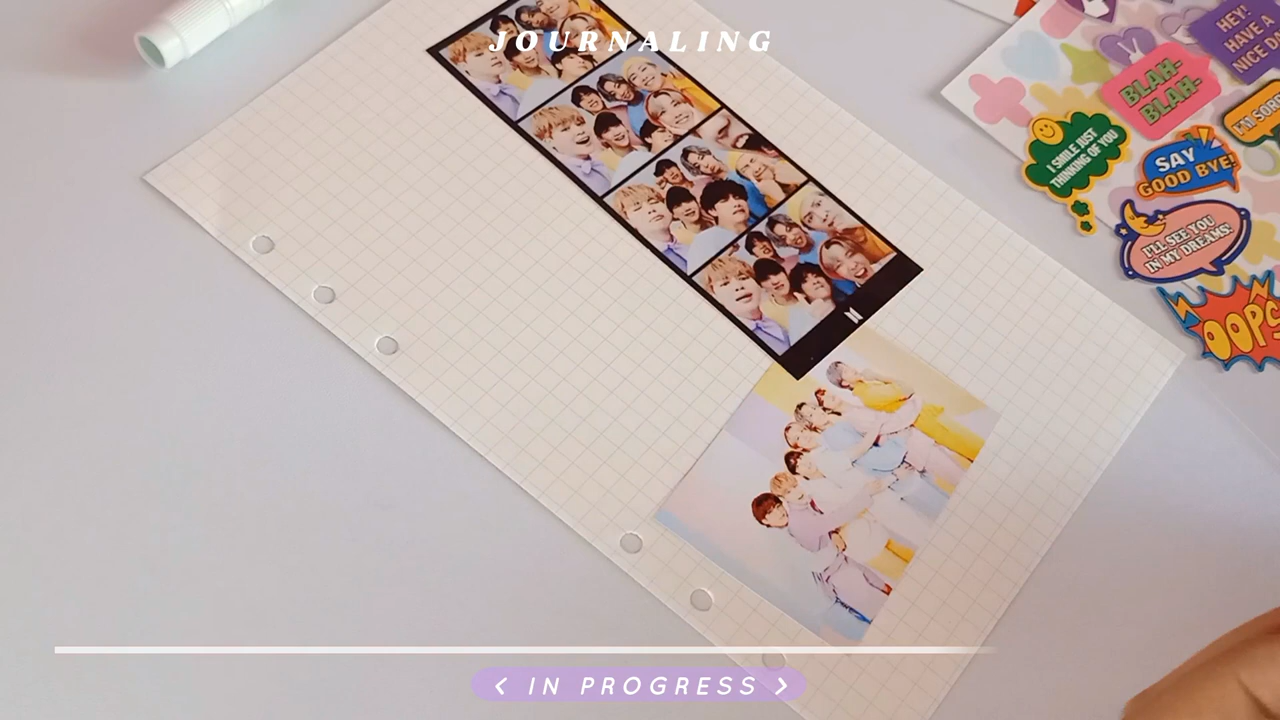 JOURNALING
HEY!
HAVE A
NICE
BLAH-
BLAH-
I SMILE JUST
THINKING OF YOU
SAY
GOOD BYE!
I'LL SEE YOU
IN MY DREAMS!
OOPS
< IN PROGRESS >